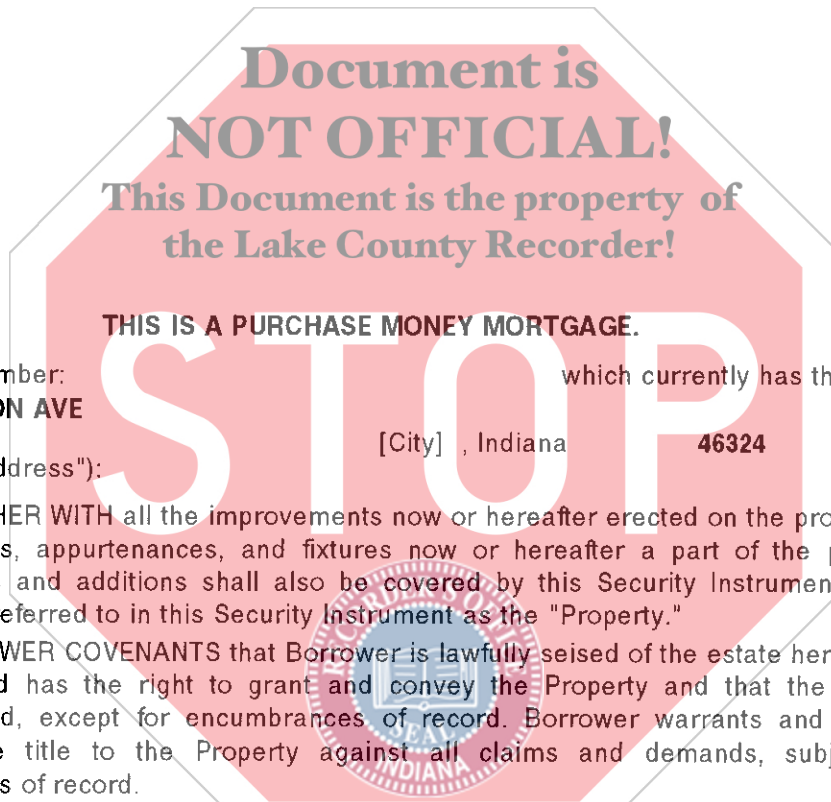 Document is
NOT OFFICIAL!
This Document is the property of
the Lake County Recorder!
THIS IS A PURCHASE MONEY MORTGAGE.
mber: which currently has th
ON AVE
[City] , Indiana 46324
ddress"):
HER WITH all the improvements now or hereafter erected on the pro
s, appurtenances, and fixtures now or hereafter a part of the p
and additions shall also be covered by this Security Instrumen
eferred to in this Security Instrument as the "Property."
WER COVENANTS that Borrower is lawfully seised of the estate her
d has the right to grant and convey the Property and that the
d, except for encumbrances of record. Borrower warrants and
e title to the Property against all claims and demands, subj
s of record.
STOP
SEAL
INDIANA